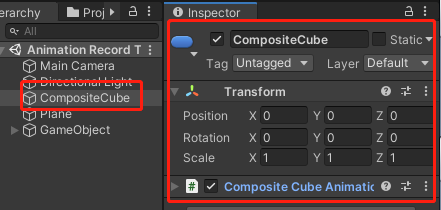 erarchy
Proj
All
Animation Record T
Main Camera
Directional Light
CompositeCube
Plane
GameObject
Inspector
CompositeCube
Static
Tag Untagged Layer Default
Transform
Position X 0 Y 0 Z 0
Rotation X 0 Y 0 Z 0
Scale X 1 Y 1 Z 1
# Composite Cube Animatio